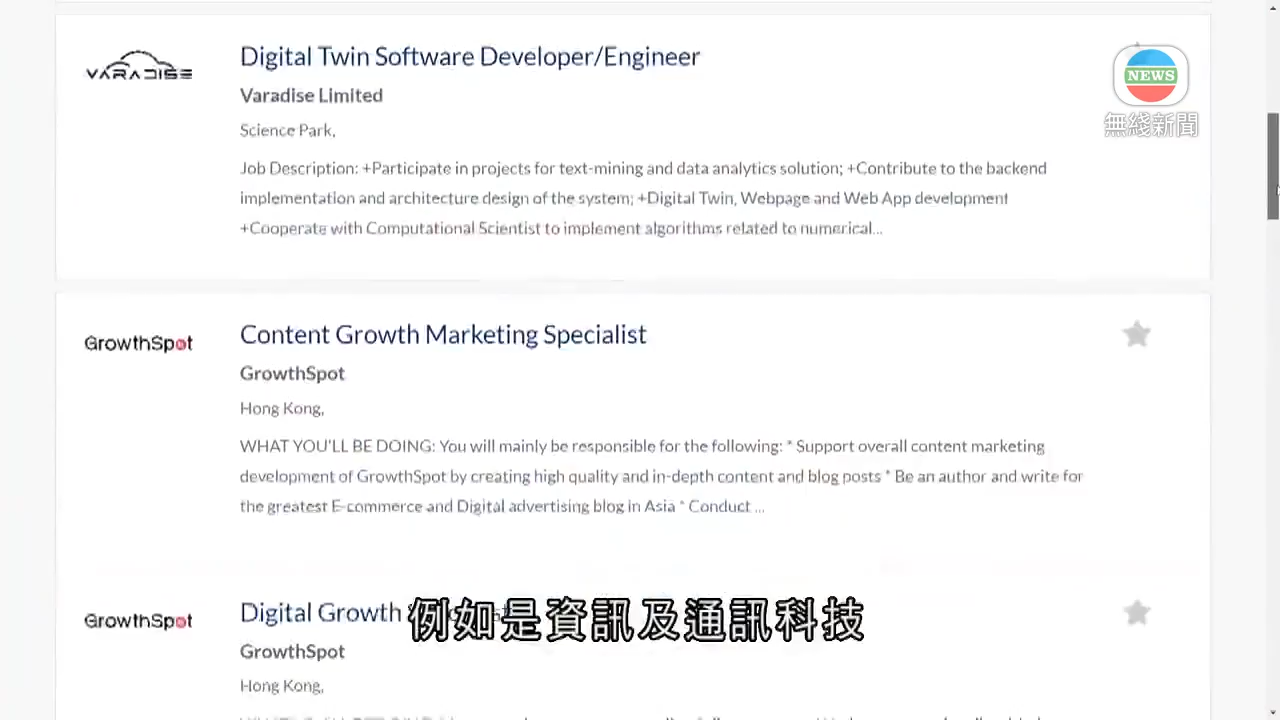 VARADISE
Digital Twin Software Developer/Engineer
Varadise Limited
Science Park,
Job Description: +Participate in projects for text-mining and data analytics solution; +Contribute to the backend
implementation and architecture design of the system; +Digital Twin, Webpage and Web App development
+Cooperate with Computational Scientist to implement algorithms related to numerical...
NEWS
無綫新聞
GrowthSpot
Content Growth Marketing Specialist
GrowthSpot
Hong Kong,
WHAT YOU'LL BE DOING: You will mainly be responsible for the following: * Support overall content marketing
development of GrowthSpot by creating high quality and in-depth content and blog posts * Be an author and write for
the greatest E-commerce and Digital advertising blog in Asia * Conduct ...
GrowthSpot
Digital Growth
例如是資訊及通訊科技
GrowthSpot
Hong Kong,